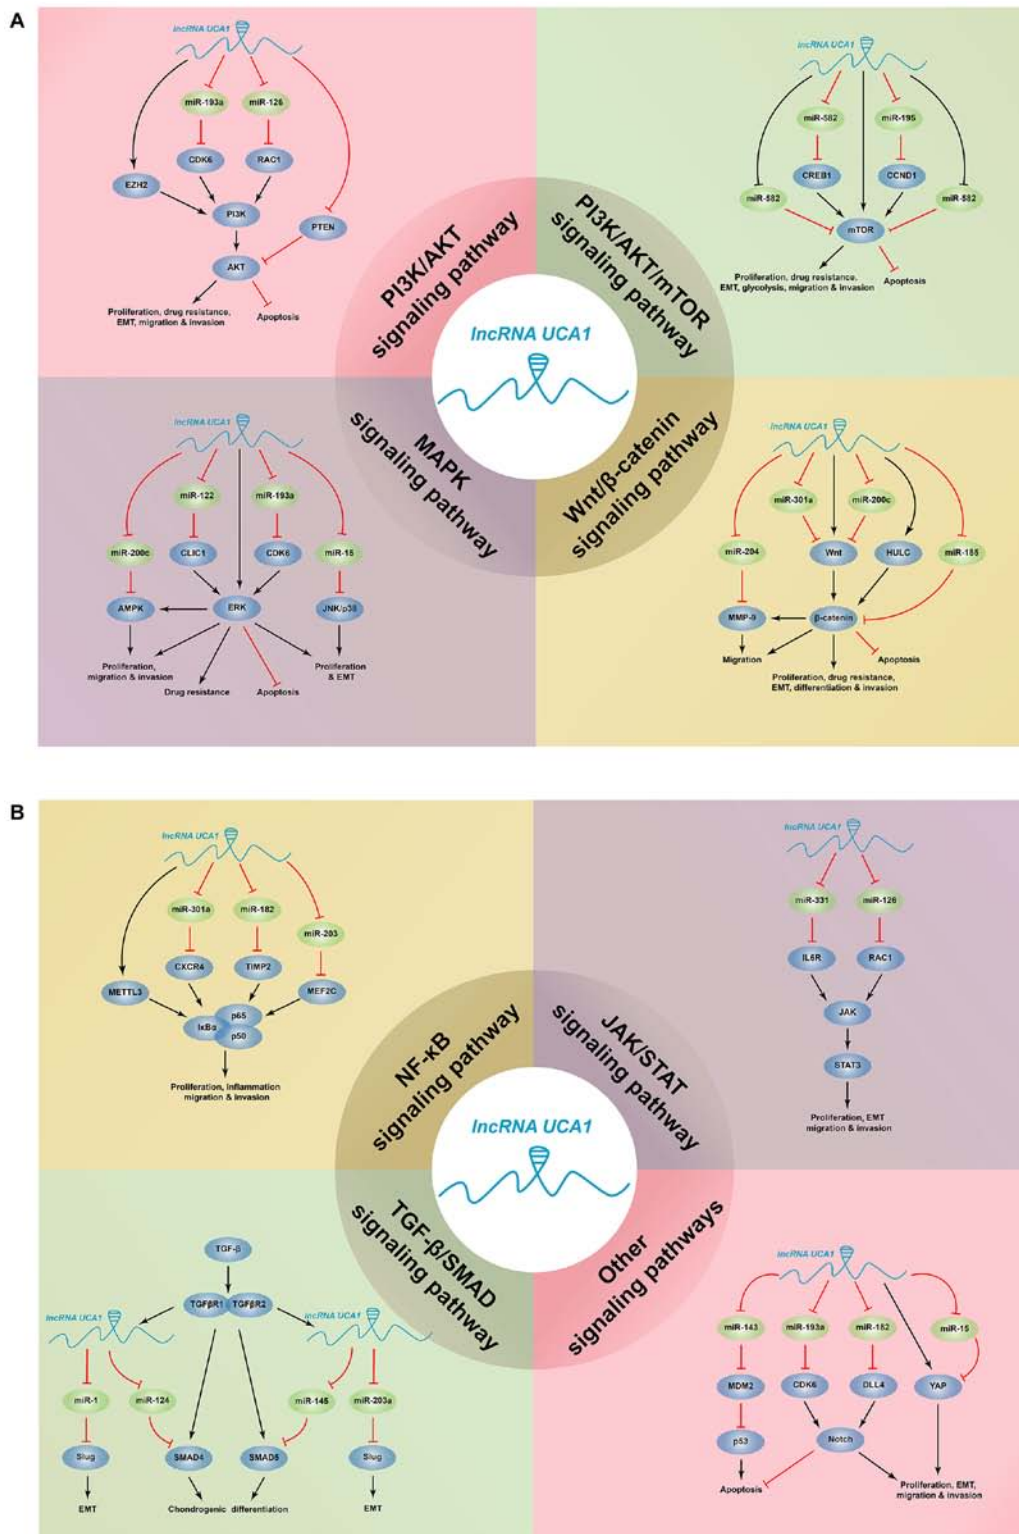 A
lncRNA UCA1
miR-193a
miR-126
CDK6
RAC1
EZH2
PI3K
PTEN
AKT
Proliferation, drug resistance,
EMT, migration & invasion
Apoptosis
PI3K/AKT
signaling pathway
lncRNA UCA1
miR-582
miR-195
CREB1
CCND1
miR-582
miR-582
mTOR
Proliferation, drug resistance,
EMT, glycolysis, migration & invasion
Apoptosis
PI3K/AKT/mTOR
signaling pathway
lncRNA UCA1
lncRNA UCA1
miR-122
miR-193a
miR-200c
CLIC1
CDK6
miR-15
AMPK
ERK
JNK/p38
Proliferation,
migration & invasion
Proliferation
& EMT
Drug resistance
Apoptosis
MAPK
signaling pathway
lncRNA UCA1
miR-301a
miR-200c
miR-204
Wnt
HULC
miR-185
MMP-9
β-catenin
Migration
Apoptosis
Proliferation, drug resistance,
EMT, differentiation & invasion
Wnt/β-catenin
signaling pathway
B
lncRNA UCA1
miR-301a
miR-182
miR-203
CXCR4
TIMP2
METTL3
MEF2C
IκBα
p65
p50
Proliferation, inflammation
migration & invasion
NF-κB
signaling pathway
lncRNA UCA1
miR-331
miR-126
IL6R
RAC1
JAK
STAT3
Proliferation, EMT
migration & invasion
JAK/STAT
signaling pathway
lncRNA UCA1
TGF-β
TGFβR1
TGFβR2
lncRNA UCA1
lncRNA UCA1
miR-1
miR-124
miR-145
miR-203a
Slug
SMAD4
SMAD5
Slug
EMT
Chondrogenic differentiation
EMT
TGF-β/SMAD
signaling pathway
lncRNA UCA1
miR-143
miR-193a
miR-182
miR-15
MDM2
CDK6
DLL4
YAP
p53
Notch
Apoptosis
Proliferation, EMT,
migration & invasion
Other
signaling pathways